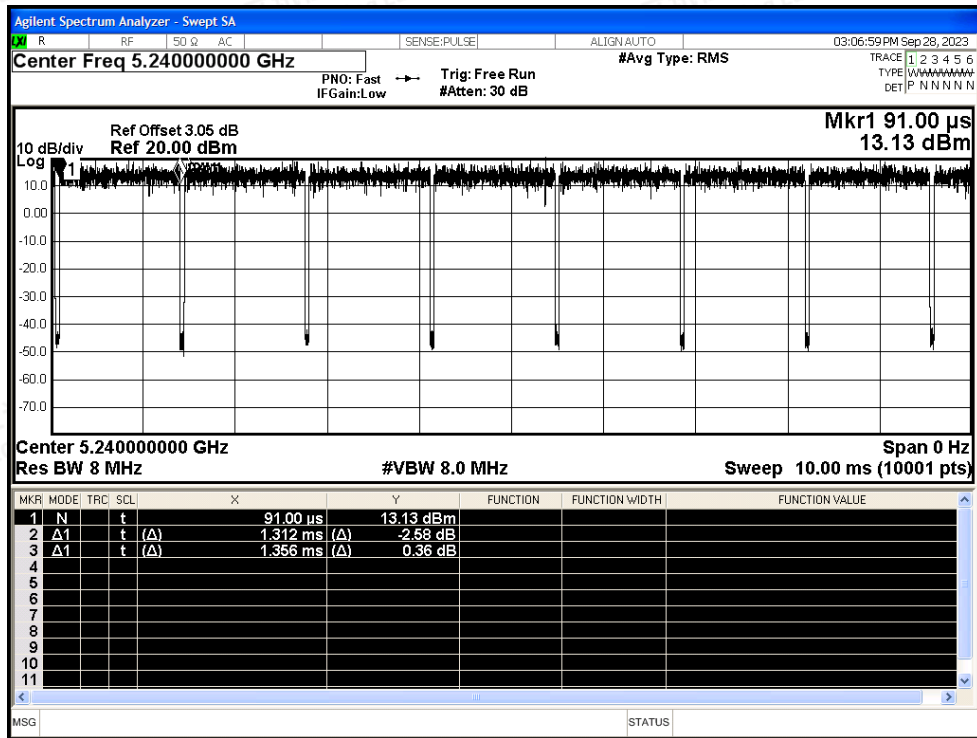 Agilent Spectrum Analyzer - Swept SA
LXI R RF 50 Ω AC SENSE:PULSE ALIGN AUTO 03:06:59 PM Sep 28, 2023
Center Freq 5.240000000 GHz #Avg Type: RMS TRACE 1 2 3 4 5 6
PNO: Fast Trig: Free Run TYPE W
IFGain:Low #Atten: 30 dB DET P N N N N N
Mkr1 91.00 µs
Ref Offset 3.05 dB
10 dB/div Ref 20.00 dBm 13.13 dBm
Log
1
10.0
0.00
-10.0
-20.0
-30.0
-40.0
-50.0
-60.0
-70.0
Center 5.240000000 GHz Span 0 Hz
Res BW 8 MHz #VBW 8.0 MHz Sweep 10.00 ms (10001 pts)
MKR MODE TRC SCL X Y FUNCTION FUNCTION WIDTH FUNCTION VALUE
1 N t 91.00 µs 13.13 dBm
2 Δ1 t (Δ) 1.312 ms (Δ) -2.58 dB
3 Δ1 t (Δ) 1.356 ms (Δ) 0.36 dB
4
5
6
7
8
9
10
11
MSG STATUS